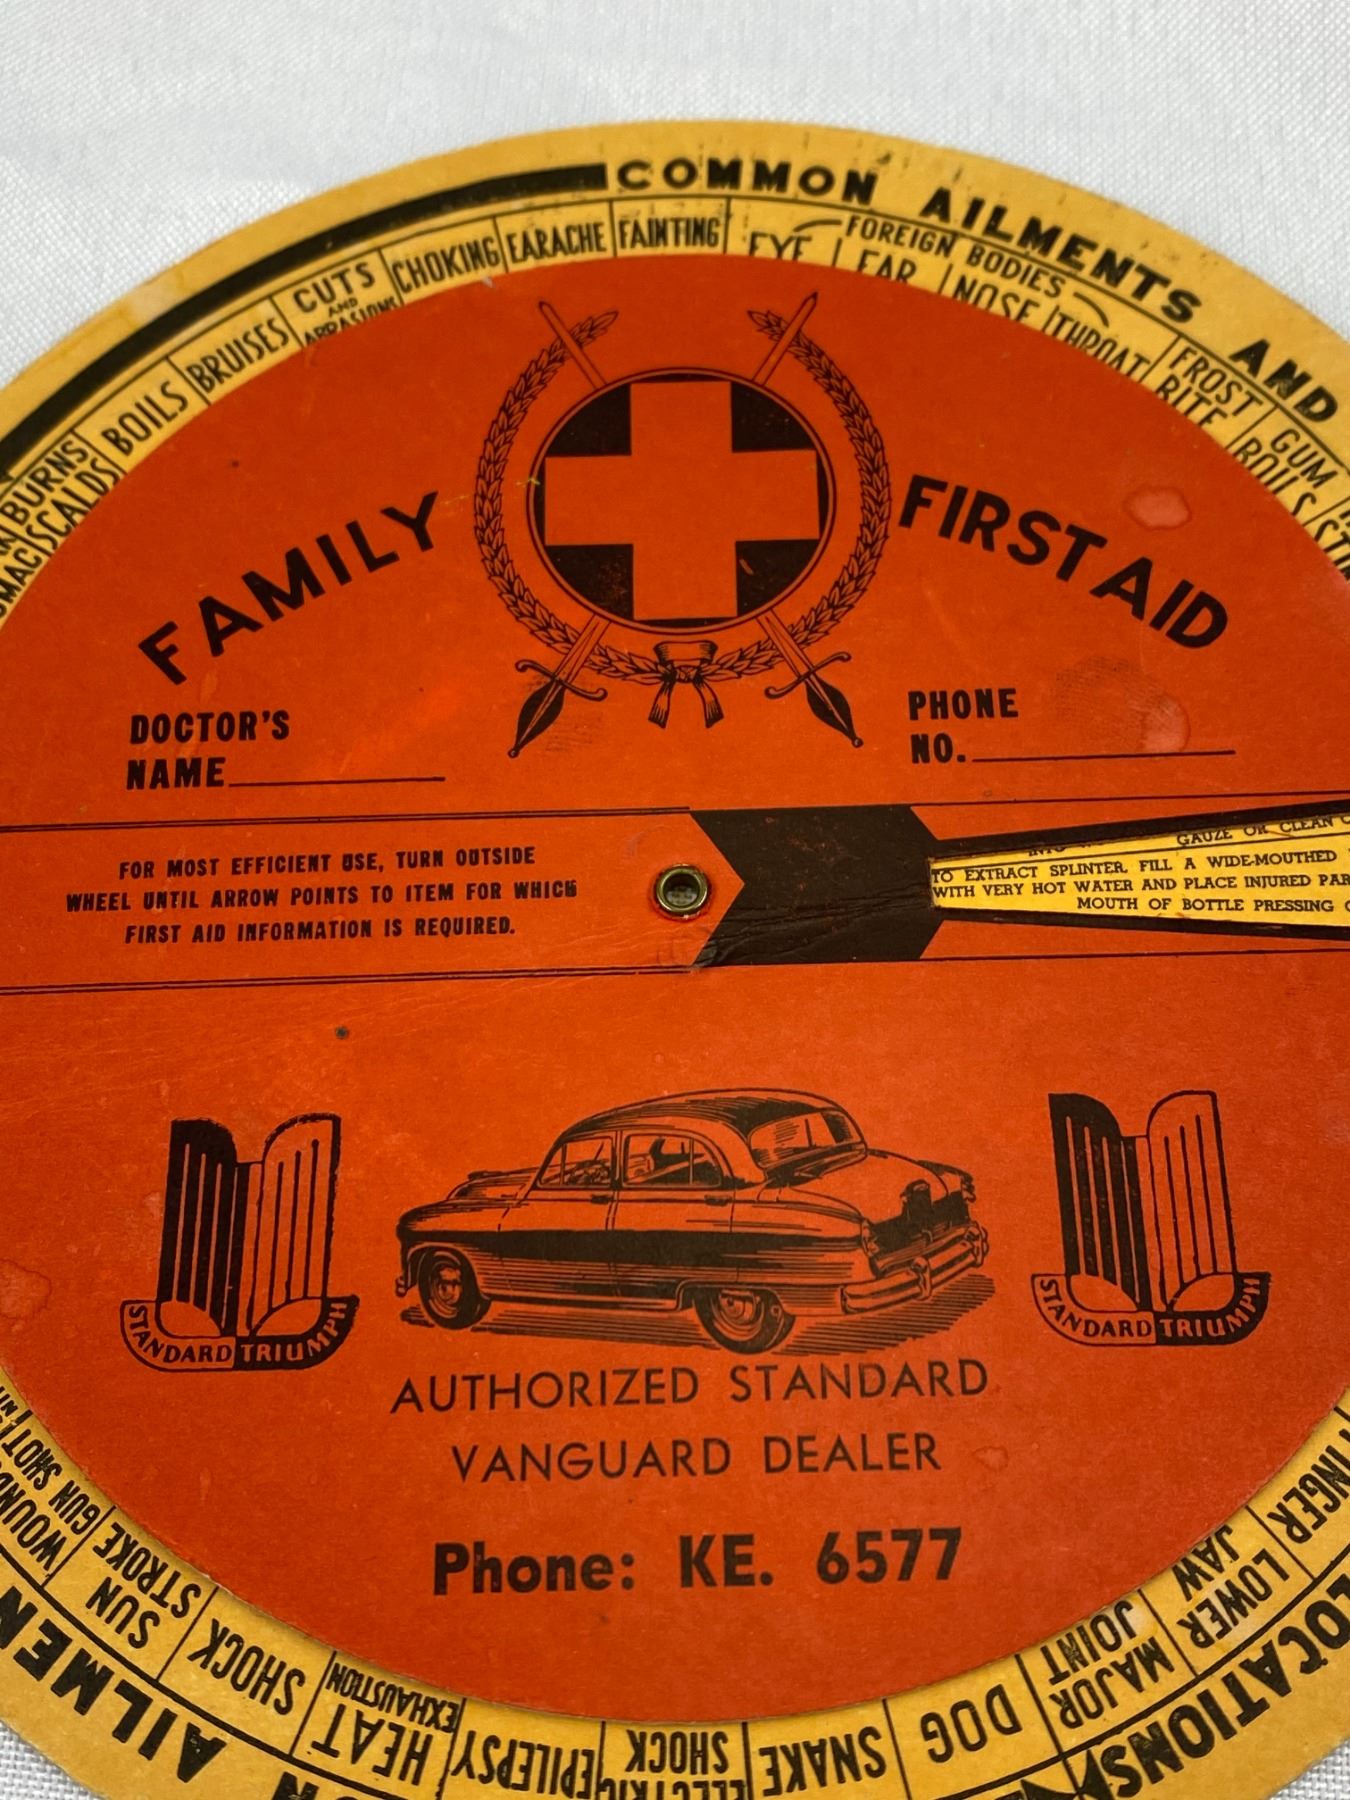 COMMON AILMENTS AND
BURNS
SCALDS
BOILS
BRUISES
CUTS
AND
ABRASIONS
CHOKING
EARACHE
FAINTING
FOREIGN BODIES
EYE
EAR
NOSE
THROAT
FROST
BITE
GUM
BOILS
FAMILY FIRST AID
DOCTOR'S
NAME
PHONE
NO.
FOR MOST EFFICIENT USE, TURN OUTSIDE
WHEEL UNTIL ARROW POINTS TO ITEM FOR WHICH
FIRST AID INFORMATION IS REQUIRED.
GAUZE OR CLEAN
TO EXTRACT SPLINTER, FILL A WIDE-MOUTHED
WITH VERY HOT WATER AND PLACE INJURED
MOUTH OF BOTTLE PRESSING
STANDARD TRIUMPH
STANDARD TRIUMPH
AUTHORIZED STANDARD
VANGUARD DEALER
Phone: KE. 6577
GUN SHOT
SUN
STROKE
SHOCK
HEAT
EXHAUSTION
EPILEPSY
ELECTRIC
SHOCK
SNAKE
DOG
MAJOR
JOINT
LOWER
JAW